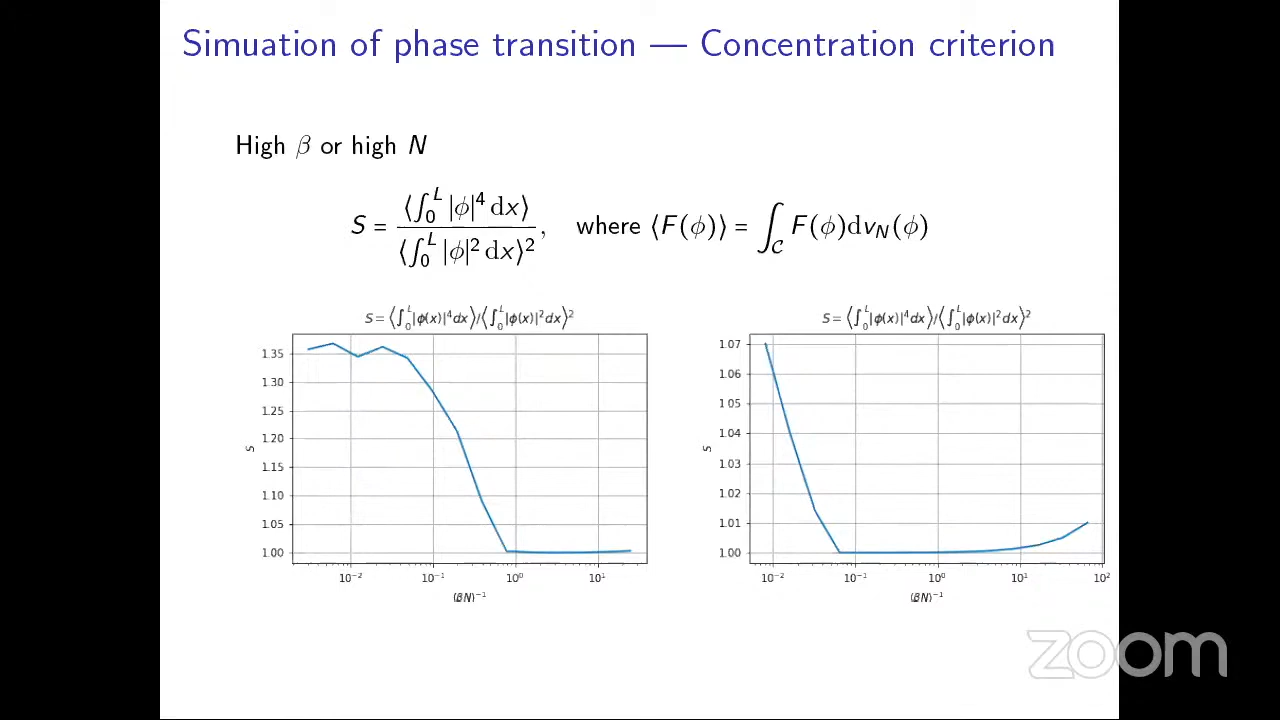 Simuation of phase transition — Concentration criterion
High β or high N
S = ⟨∫₀ᴸ |ϕ|⁴ dx⟩ / ⟨∫₀ᴸ |ϕ|² dx⟩², where ⟨F(ϕ)⟩ = ∫_C F(ϕ)dv_N(ϕ)
S = ⟨∫₀ᴸ|ϕ(x)|⁴dx⟩/⟨∫₀ᴸ|ϕ(x)|²dx⟩²
1.35
1.30
1.25
1.20
1.15
1.10
1.05
1.00
S
10⁻² 10⁻¹ 10⁰ 10¹
(βN)⁻¹
S = ⟨∫₀ᴸ|ϕ(x)|⁴dx⟩/⟨∫₀ᴸ|ϕ(x)|²dx⟩²
1.07
1.06
1.05
1.04
1.03
1.02
1.01
1.00
S
10⁻² 10⁻¹ 10⁰ 10¹ 10²
(βN)⁻¹
zoom